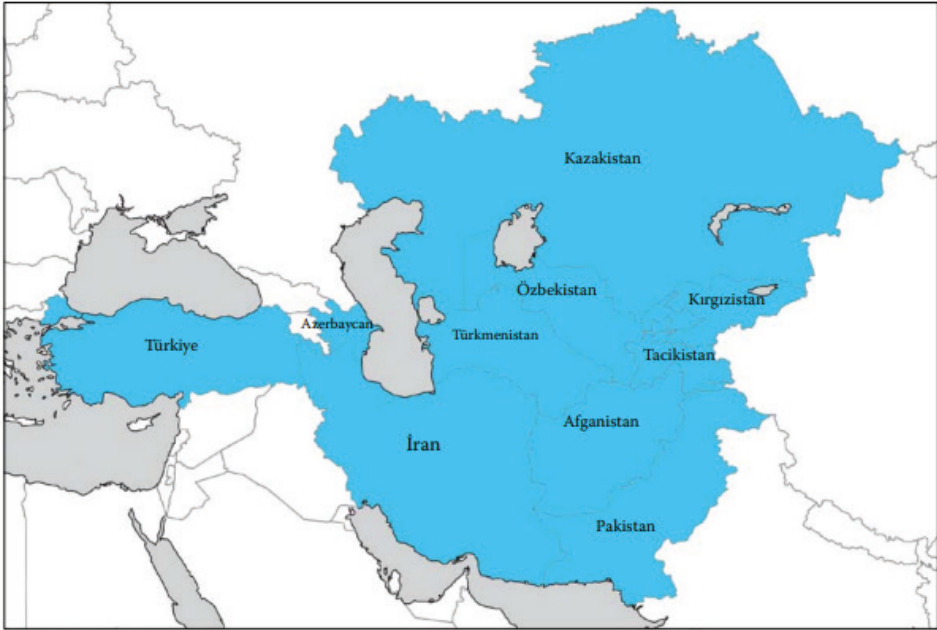 Kazakistan
Özbekistan
Kırgızistan
Azerbaycan
Türkmenistan
Türkiye
Tacikistan
Afganistan
İran
Pakistan